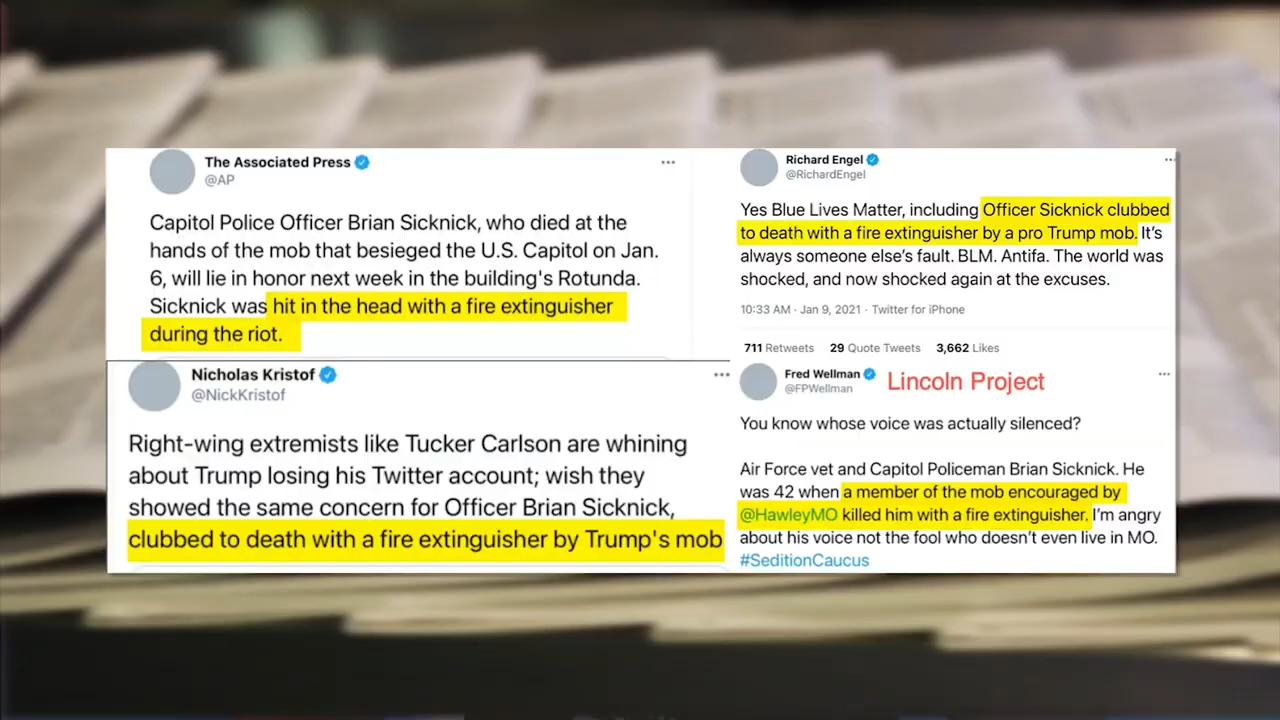 The Associated Press
@AP
Capitol Police Officer Brian Sicknick, who died at the
hands of the mob that besieged the U.S. Capitol on Jan.
6, will lie in honor next week in the building's Rotunda.
Sicknick was hit in the head with a fire extinguisher
during the riot.
Richard Engel
@RichardEngel
Yes Blue Lives Matter, including Officer Sicknick clubbed
to death with a fire extinguisher by a pro Trump mob. It's
always someone else's fault. BLM. Antifa. The world was
shocked, and now shocked again at the excuses.
10:33 AM · Jan 9, 2021 · Twitter for iPhone
711 Retweets 29 Quote Tweets 3,662 Likes
Nicholas Kristof
@NickKristof
Right-wing extremists like Tucker Carlson are whining
about Trump losing his Twitter account; wish they
showed the same concern for Officer Brian Sicknick,
clubbed to death with a fire extinguisher by Trump's mob
Fred Wellman
@FPWellman
Lincoln Project
You know whose voice was actually silenced?
Air Force vet and Capitol Policeman Brian Sicknick. He
was 42 when a member of the mob encouraged by
@HawleyMO killed him with a fire extinguisher. I'm angry
about his voice not the fool who doesn't even live in MO.
#SeditionCaucus